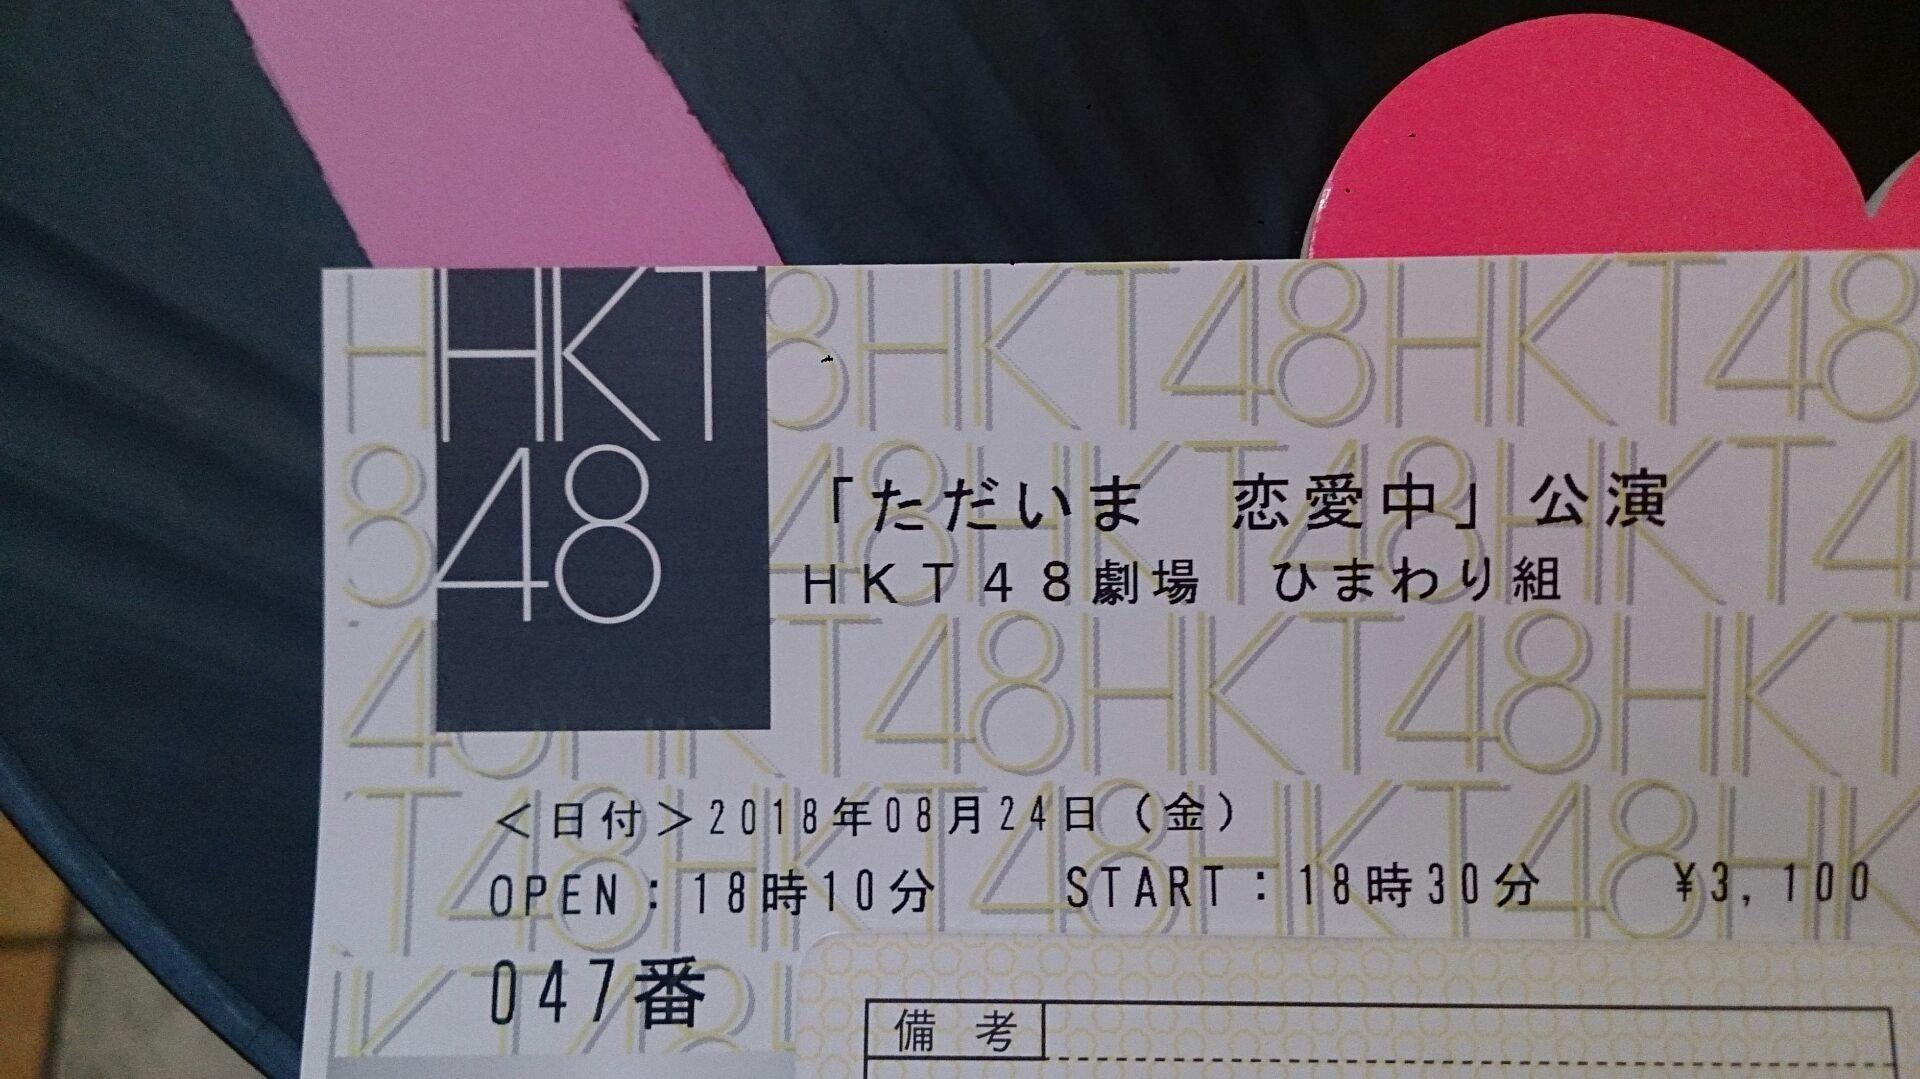 HKT
48
「ただいま　恋愛中」公演
HKT48劇場　ひまわり組
＜日付＞2018年08月24日（金）
OPEN：18時10分　START：18時30分　¥3,100
047番
備考